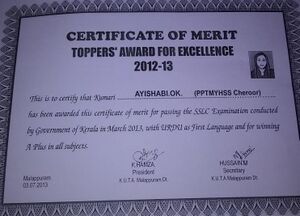 CERTIFICATE OF MERIT
TOPPERS' AWARD FOR EXCELLENCE
2012-13
This is to certify that Kumari AYISHABI.OK. (PPTMYHSS Cheroor)
has been awarded this certificate of merit for passing the SSLC Examination conducted
by Government of Kerala in March 2013, with URDU as First Language and for winning
A Plus in all subjects.
Malappuram
03.07.2013
K.HAMZA
President
K.U.T.A. Malappuram Dt.
HUSSAIN.M
Secretary
K.U.T.A. Malappuram Dt.